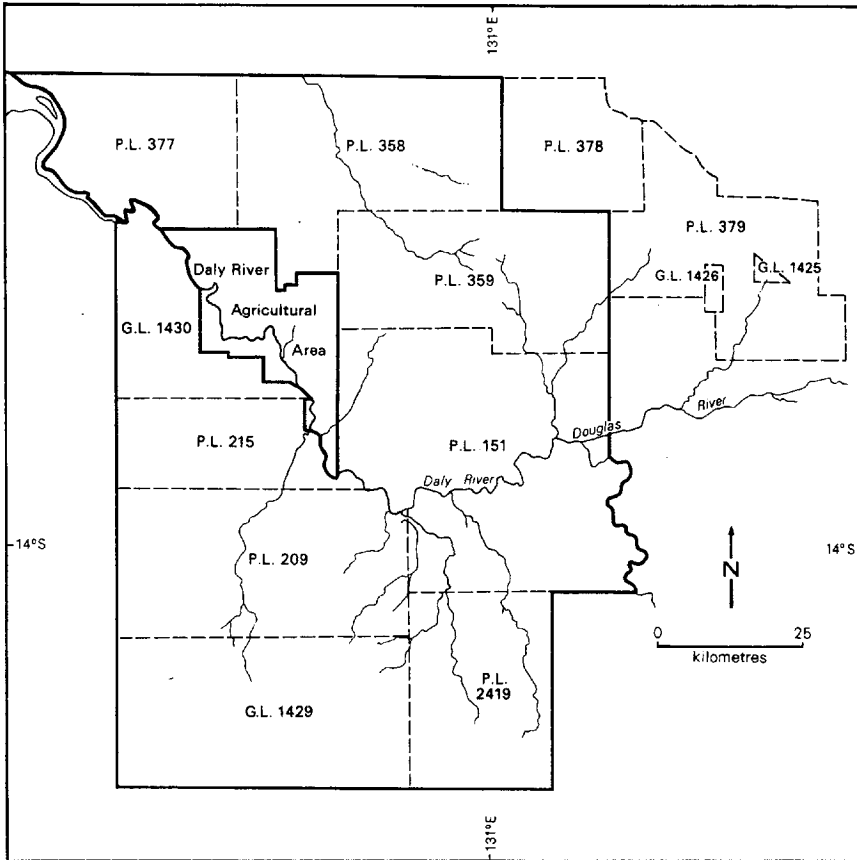 131°E
P.L. 377
P.L. 358
P.L. 378
P.L. 379
Daly River
Agricultural
Area
P.L. 359
G.L. 1426
G.L. 1425
G.L. 1430
P.L. 215
P.L. 151
Douglas
River
Daly River
14°S
14°S
P.L. 209
N
0
25
kilometres
P.L.
2419
G.L. 1429
131°E